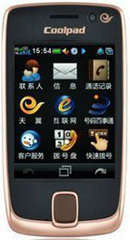 Coolpad
15:54
联系人 信息 通话记录
天翼 互联网 号码百事通
客户服务 拨号盘 快速拨号